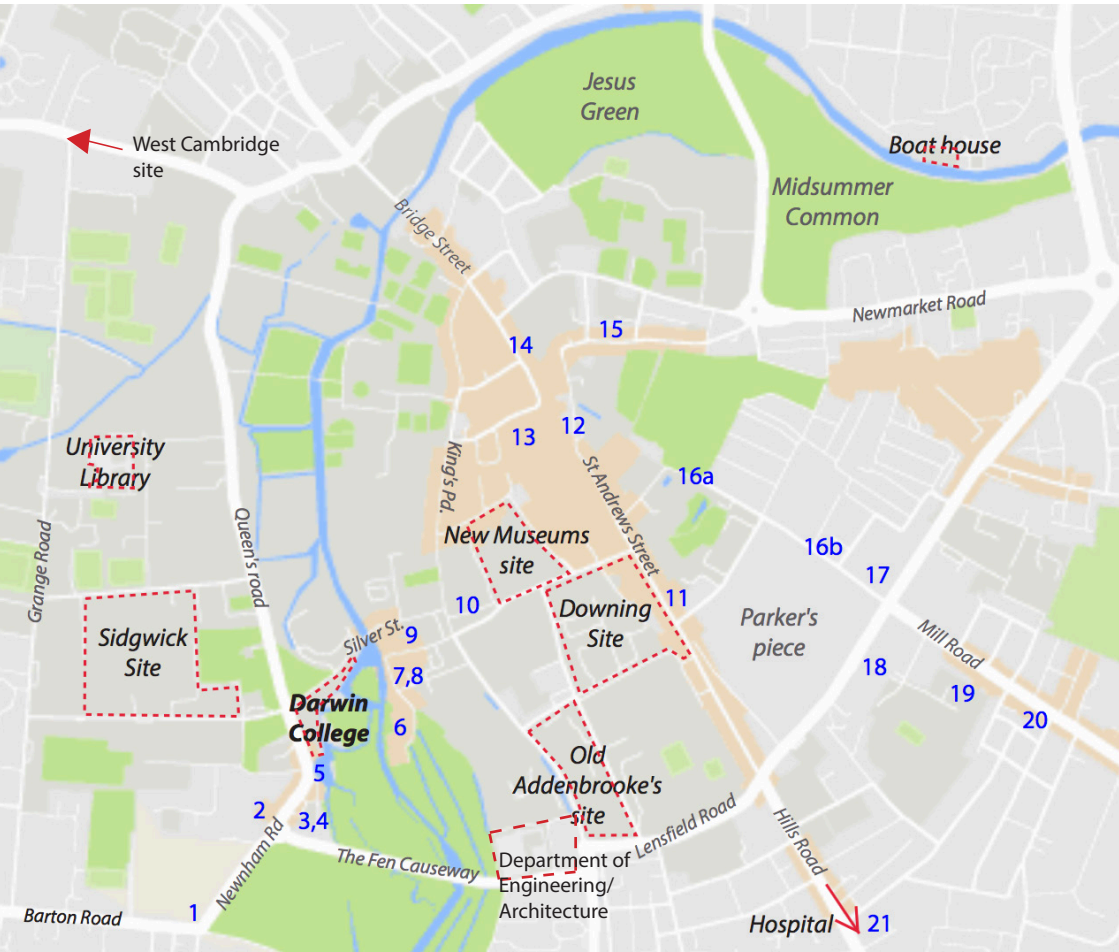 Jesus
Green
Boat house
West Cambridge
site
Midsummer
Common
Bridge Street
Newmarket Road
15
14
12
13
King's Pd.
St Andrews Street
16a
University
Library
Queen's road
New Museums
site
16b
17
Grange Road
10
Downing
Site
11
Parker's
piece
Mill Road
Sidgwick
Site
Silver St.
9
7,8
18
19
20
Darwin
College
6
Old
Addenbrooke's
site
5
2
3,4
Newnham Rd
Lensfield Road
Hills Road
The Fen Causeway
Department of
Engineering/
Architecture
1
Barton Road
Hospital
21